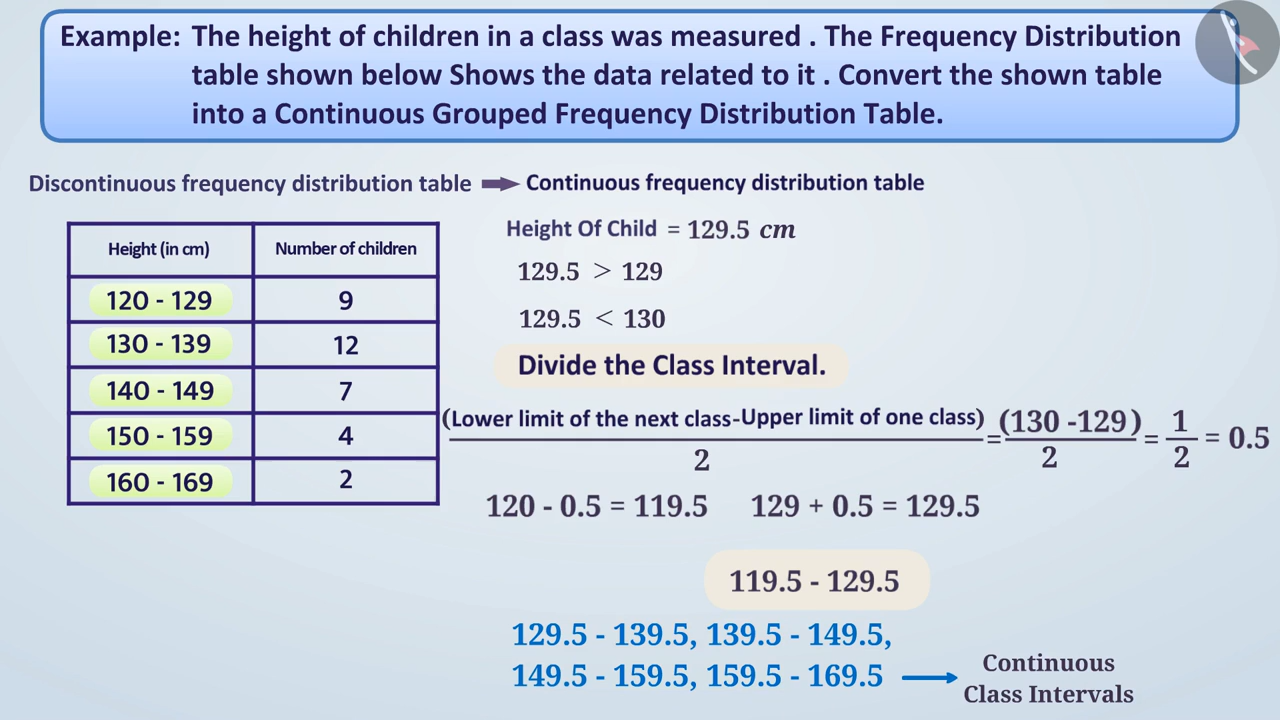 Example: The height of children in a class was measured . The Frequency Distribution
table shown below Shows the data related to it . Convert the shown table
into a Continuous Grouped Frequency Distribution Table.
Discontinuous frequency distribution table → Continuous frequency distribution table
Height (in cm) Number of children
120 - 129 9
130 - 139 12
140 - 149 7
150 - 159 4
160 - 169 2
Height Of Child = 129.5 cm
129.5 > 129
129.5 < 130
Divide the Class Interval.
(Lower limit of the next class-Upper limit of one class) / 2 = (130 -129) / 2 = 1 / 2 = 0.5
120 - 0.5 = 119.5 129 + 0.5 = 129.5
119.5 - 129.5
129.5 - 139.5, 139.5 - 149.5,
149.5 - 159.5, 159.5 - 169.5 →
Continuous
Class Intervals